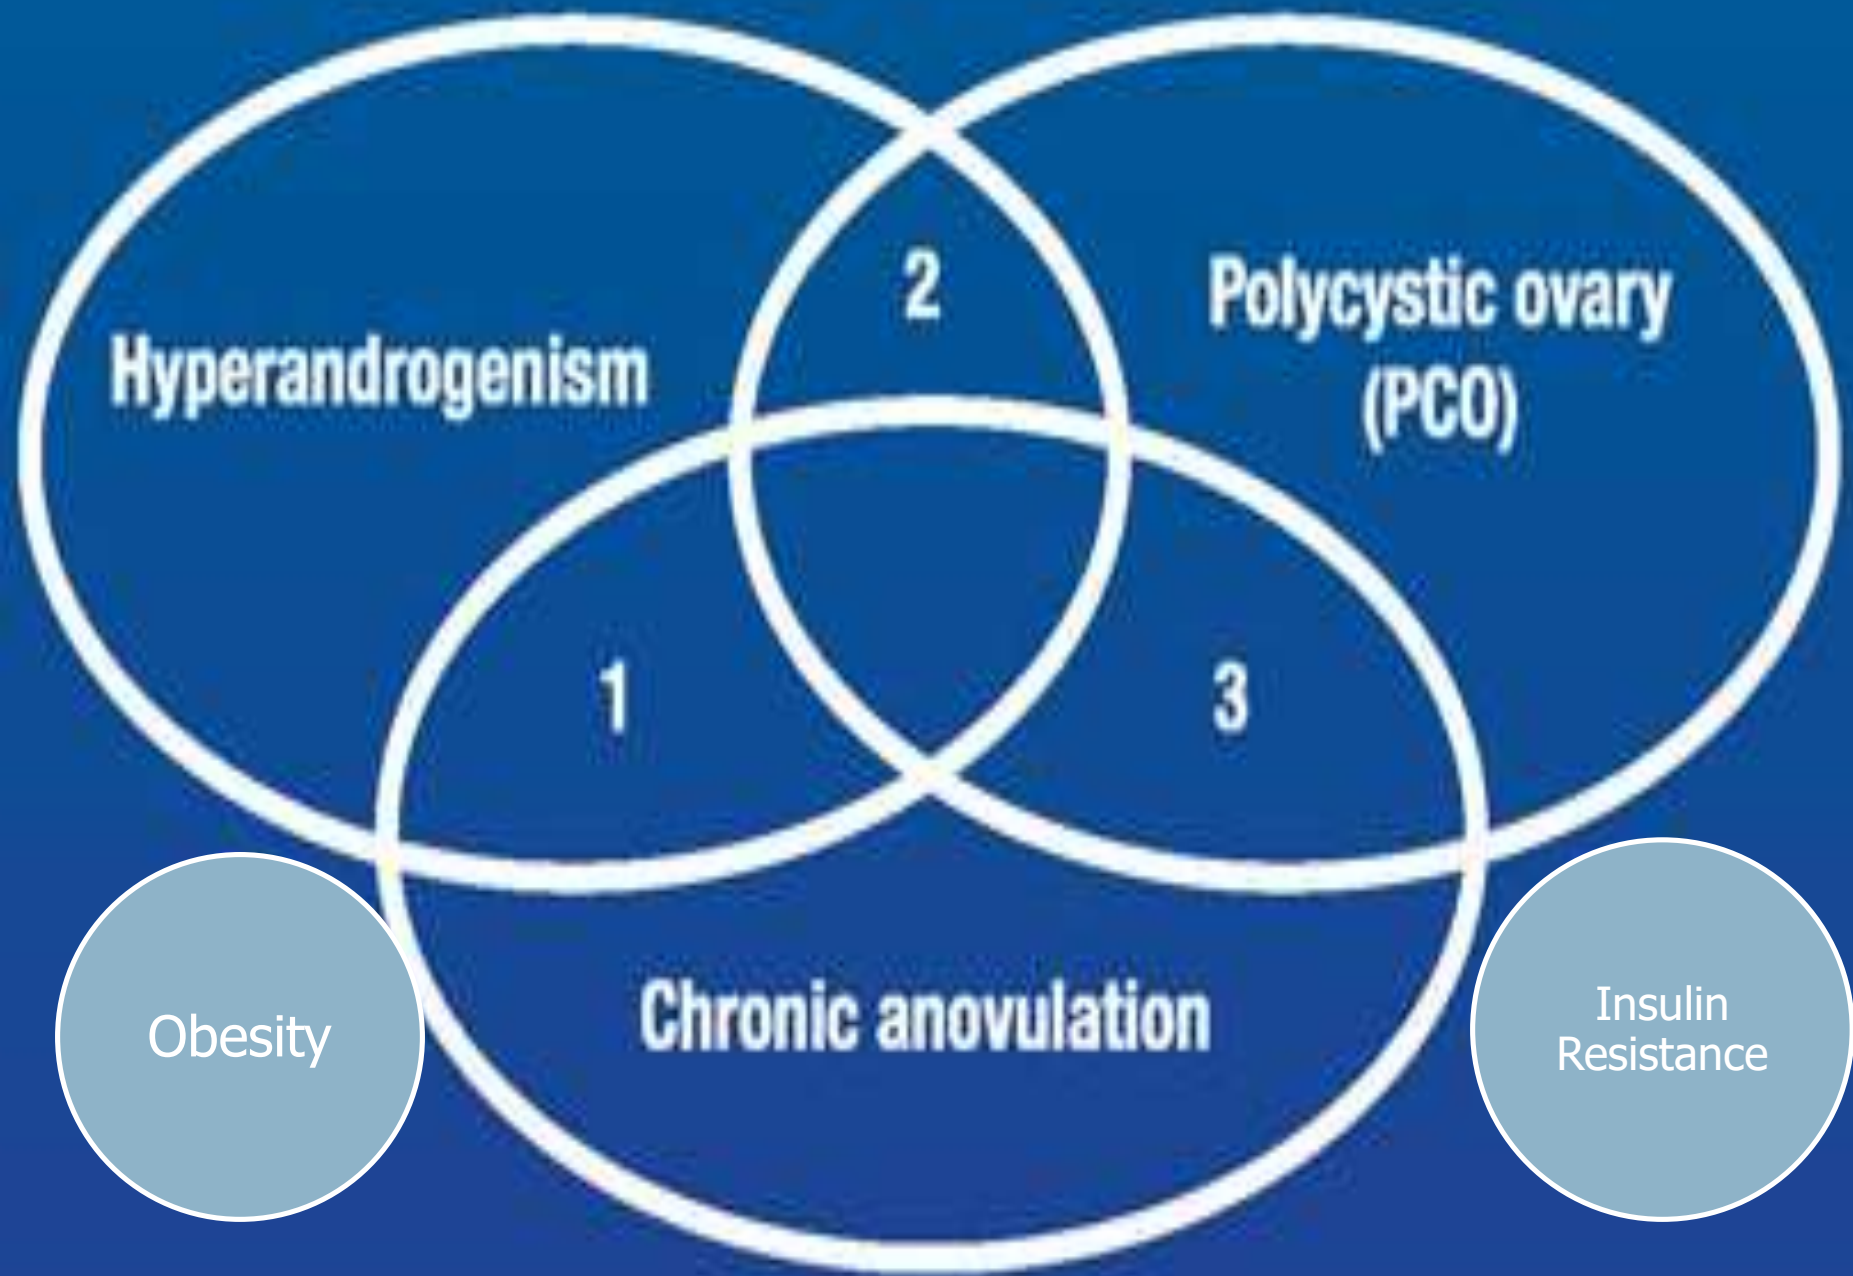 2
Hyperandrogenism
Polycystic ovary
(PCO)
1
3
Chronic anovulation
Obesity
Insulin
Resistance